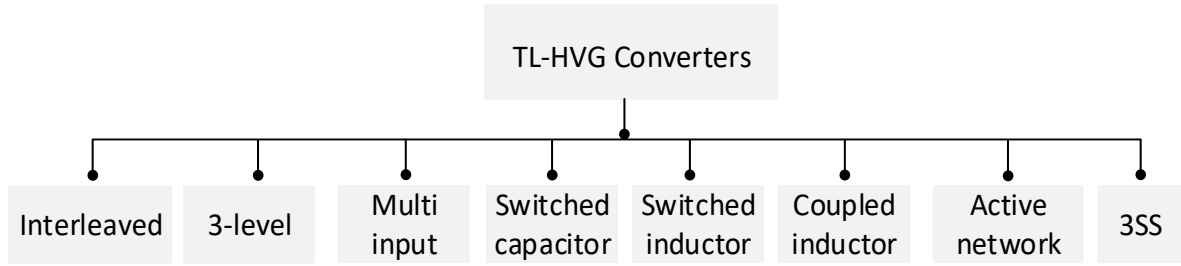 TL-HVG Converters
Interleaved
3-level
Multi
input
Switched
capacitor
Switched
inductor
Coupled
inductor
Active
network
3SS